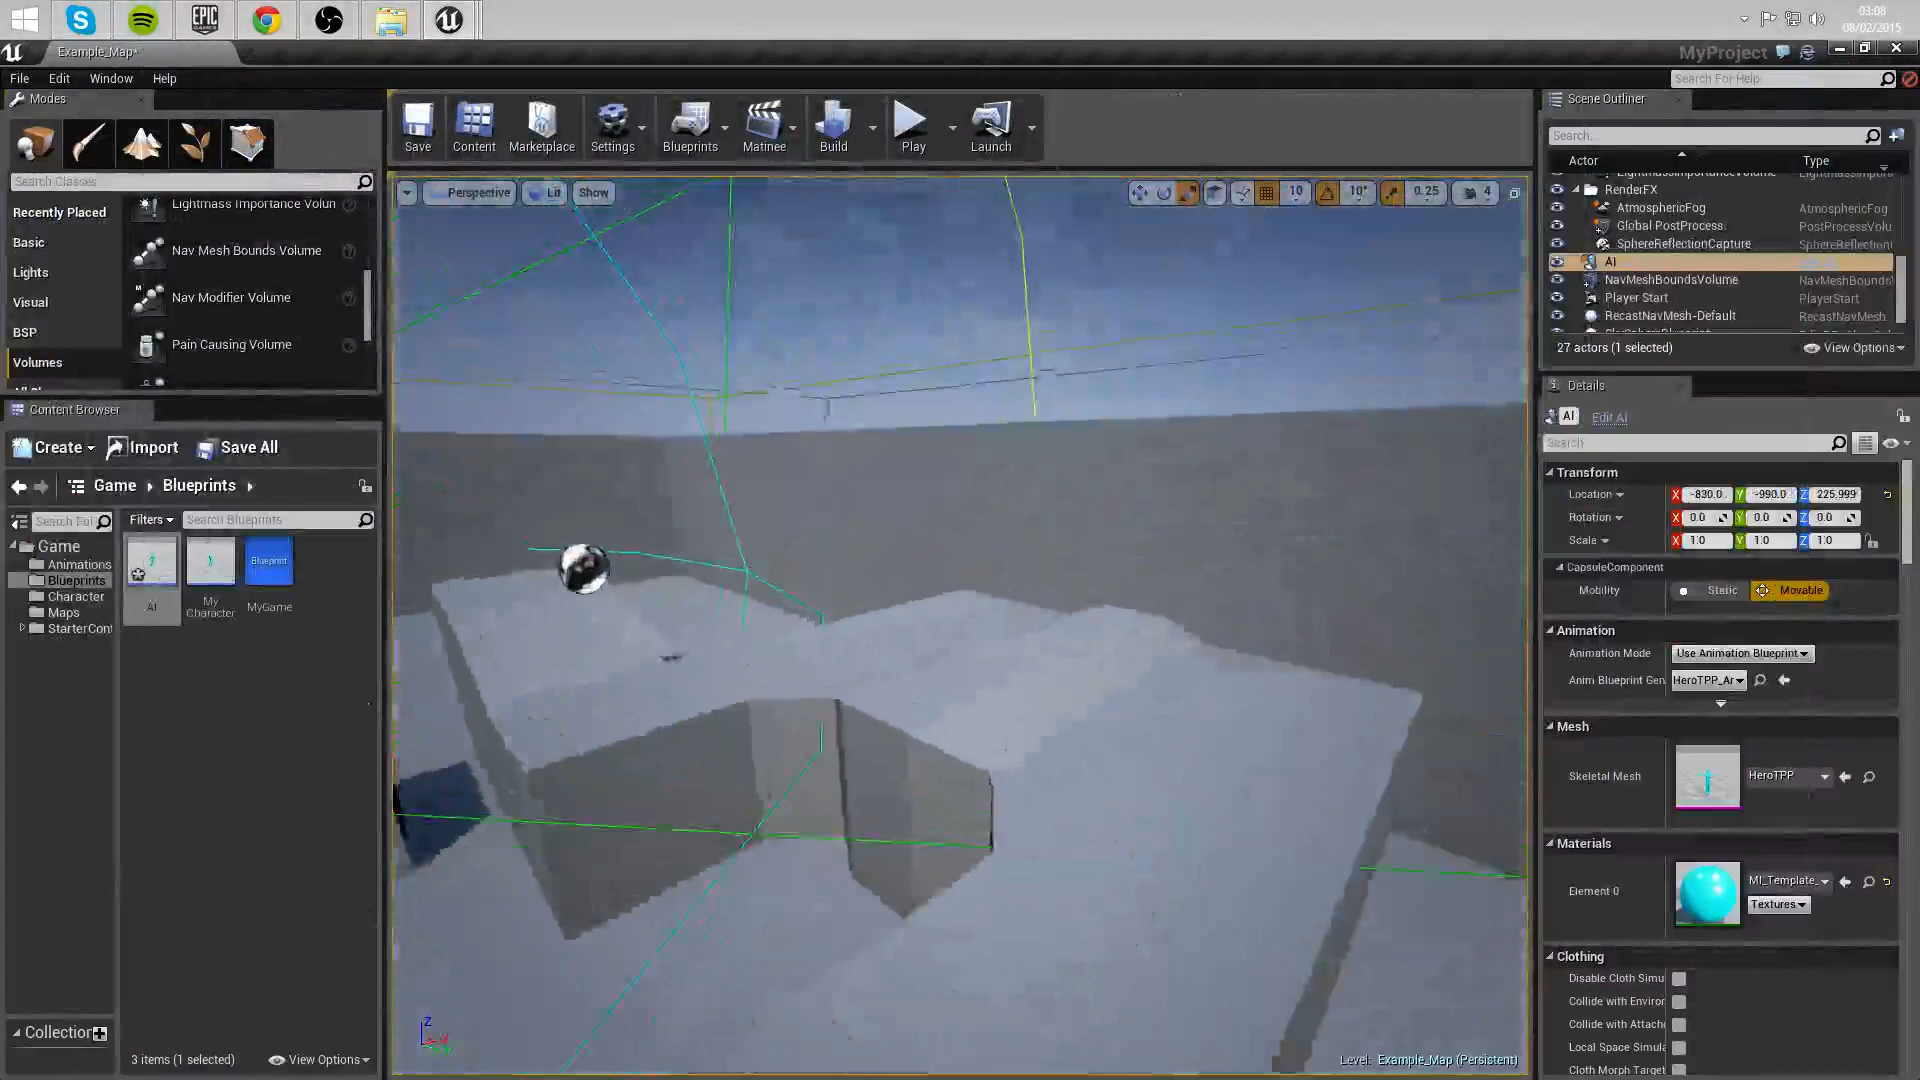 03:08
08/02/2015
EPIC
GAMES
Example_Map*
MyProject
File Edit Window Help
Search For Help
Modes
Search Classes
Recently Placed
Basic
Lights
Visual
BSP
Volumes
Lightmass Importance Volun
Nav Mesh Bounds Volume
Nav Modifier Volume
Pain Causing Volume
Save Content Marketplace Settings Blueprints Matinee Build Play Launch
Perspective Lit Show
10 10° 0.25 4
Scene Outliner
Search...
Actor Type
RenderFX
AtmosphericFog AtmosphericFog
Global PostProcess PostProcessVolu
SphereReflectionCapture SphereReflection
AI
NavMeshBoundsVolume NavMeshBounds
Player Start PlayerStart
RecastNavMesh-Default RecastNavMesh
27 actors (1 selected) View Options
Content Browser
Create Import Save All
Game Blueprints
Search Fol
Filters Search Blueprints
Game
Animations
Blueprints
Character
Maps
StarterCont
Blueprint
AI
My Character
MyGame
Collection
3 items (1 selected) View Options
Z
Level: Example_Map (Persistent)
Details
AI Edit AI
Search
Transform
Location X -830.0 Y -990.0 Z 225.999
Rotation X 0.0 Y 0.0 Z 0.0
Scale X 1.0 Y 1.0 Z 1.0
CapsuleComponent
Mobility Static Movable
Animation
Animation Mode Use Animation Blueprint
Anim Blueprint Gen HeroTPP_Ar
Mesh
Skeletal Mesh HeroTPP
Materials
Element 0 MI_Template_
Textures
Clothing
Disable Cloth Simu
Collide with Enviror
Collide with Attach
Local Space Simula
Cloth Morph Target